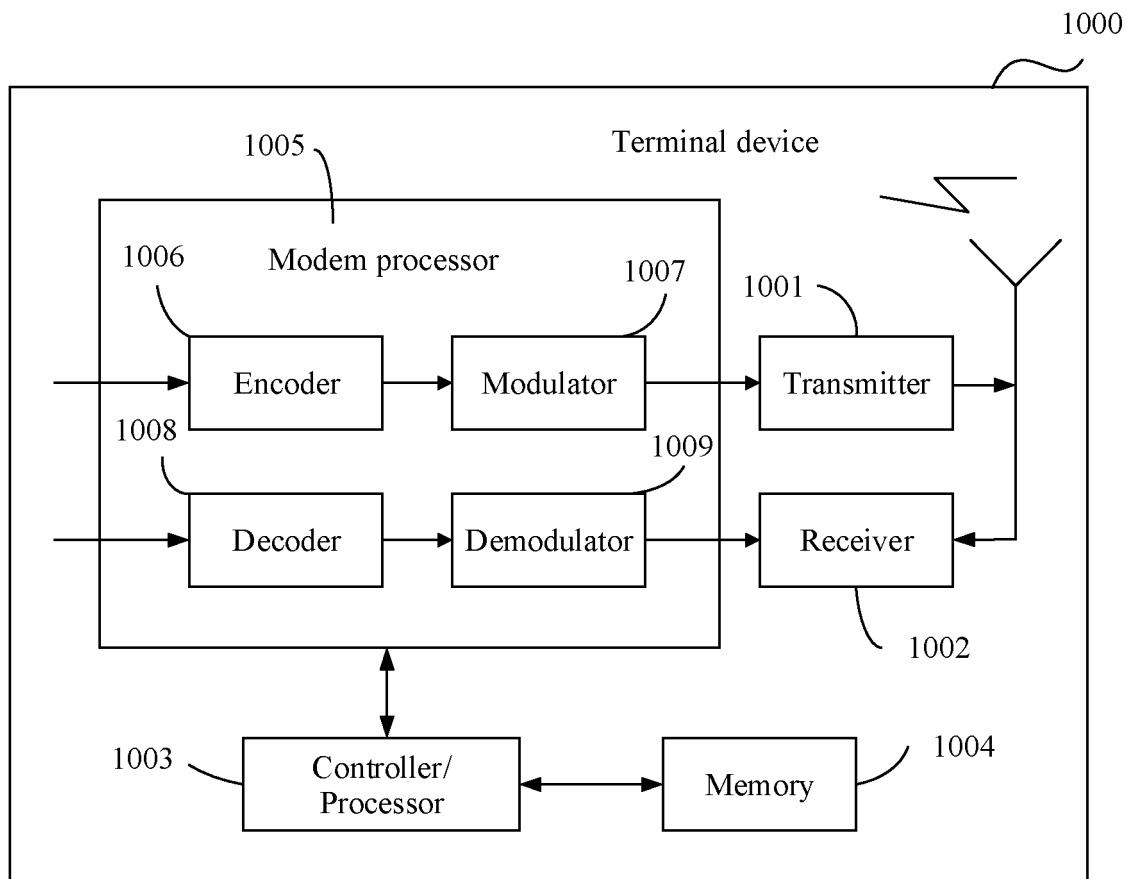 1000
Terminal device
1005
Modem processor
1006
1007
1001
Encoder
Modulator
Transmitter
1008
1009
Decoder
Demodulator
Receiver
1002
1003
Controller/
Processor
Memory
1004